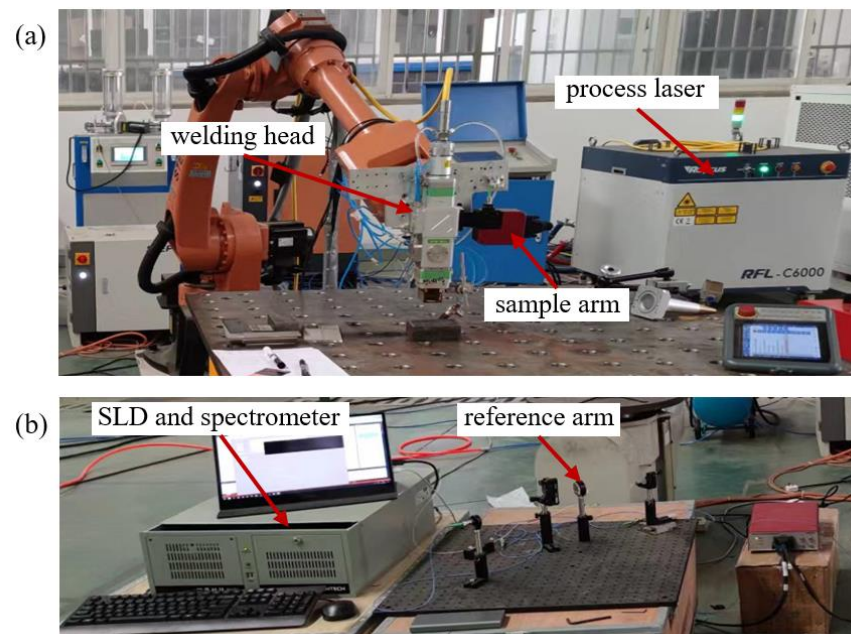 (a)
process laser
welding head
RFL-C6000
sample arm
(b)
SLD and spectrometer
reference arm